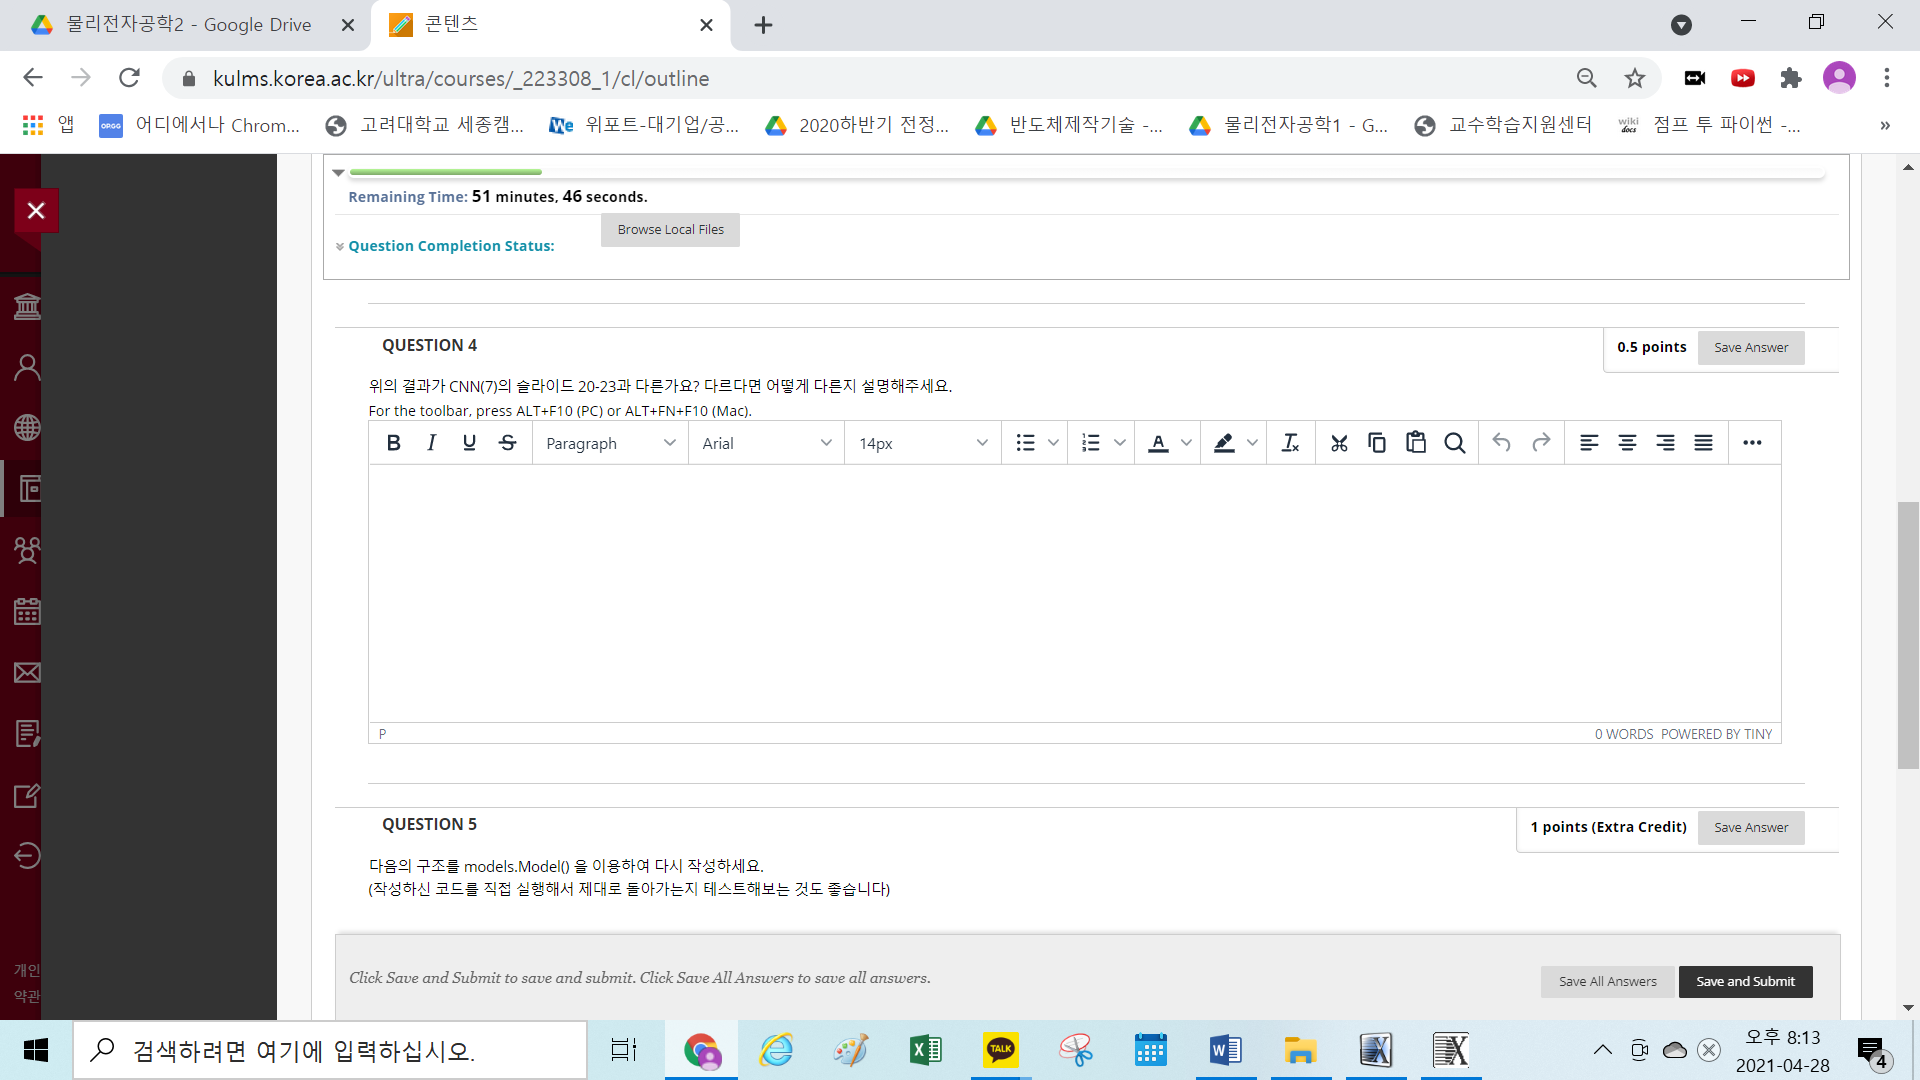 물리전자공학2 - Google Drive
콘텐츠
kulms.korea.ac.kr/ultra/courses/_223308_1/cl/outline
앱
OP.GG
어디에서나 Chrom...
고려대학교 세종캠...
We
위포트-대기업/공...
2020하반기 전정...
반도체제작기술 -...
물리전자공학1 - G...
교수학습지원센터
wiki docs
점프 투 파이썬 -...
»
Remaining Time: 51 minutes, 46 seconds.
Browse Local Files
Question Completion Status:
QUESTION 4
0.5 points
Save Answer
위의 결과가 CNN(7)의 슬라이드 20-23과 다른가요? 다르다면 어떻게 다른지 설명해주세요.
For the toolbar, press ALT+F10 (PC) or ALT+FN+F10 (Mac).
B I U S Paragraph Arial 14px
P
0 WORDS POWERED BY TINY
QUESTION 5
1 points (Extra Credit)
Save Answer
다음의 구조를 models.Model() 을 이용하여 다시 작성하세요.
(작성하신 코드를 직접 실행해서 제대로 돌아가는지 테스트해보는 것도 좋습니다)
개인
약관
Click Save and Submit to save and submit. Click Save All Answers to save all answers.
Save All Answers
Save and Submit
검색하려면 여기에 입력하십시오.
TALK
오후 8:13
2021-04-28
4